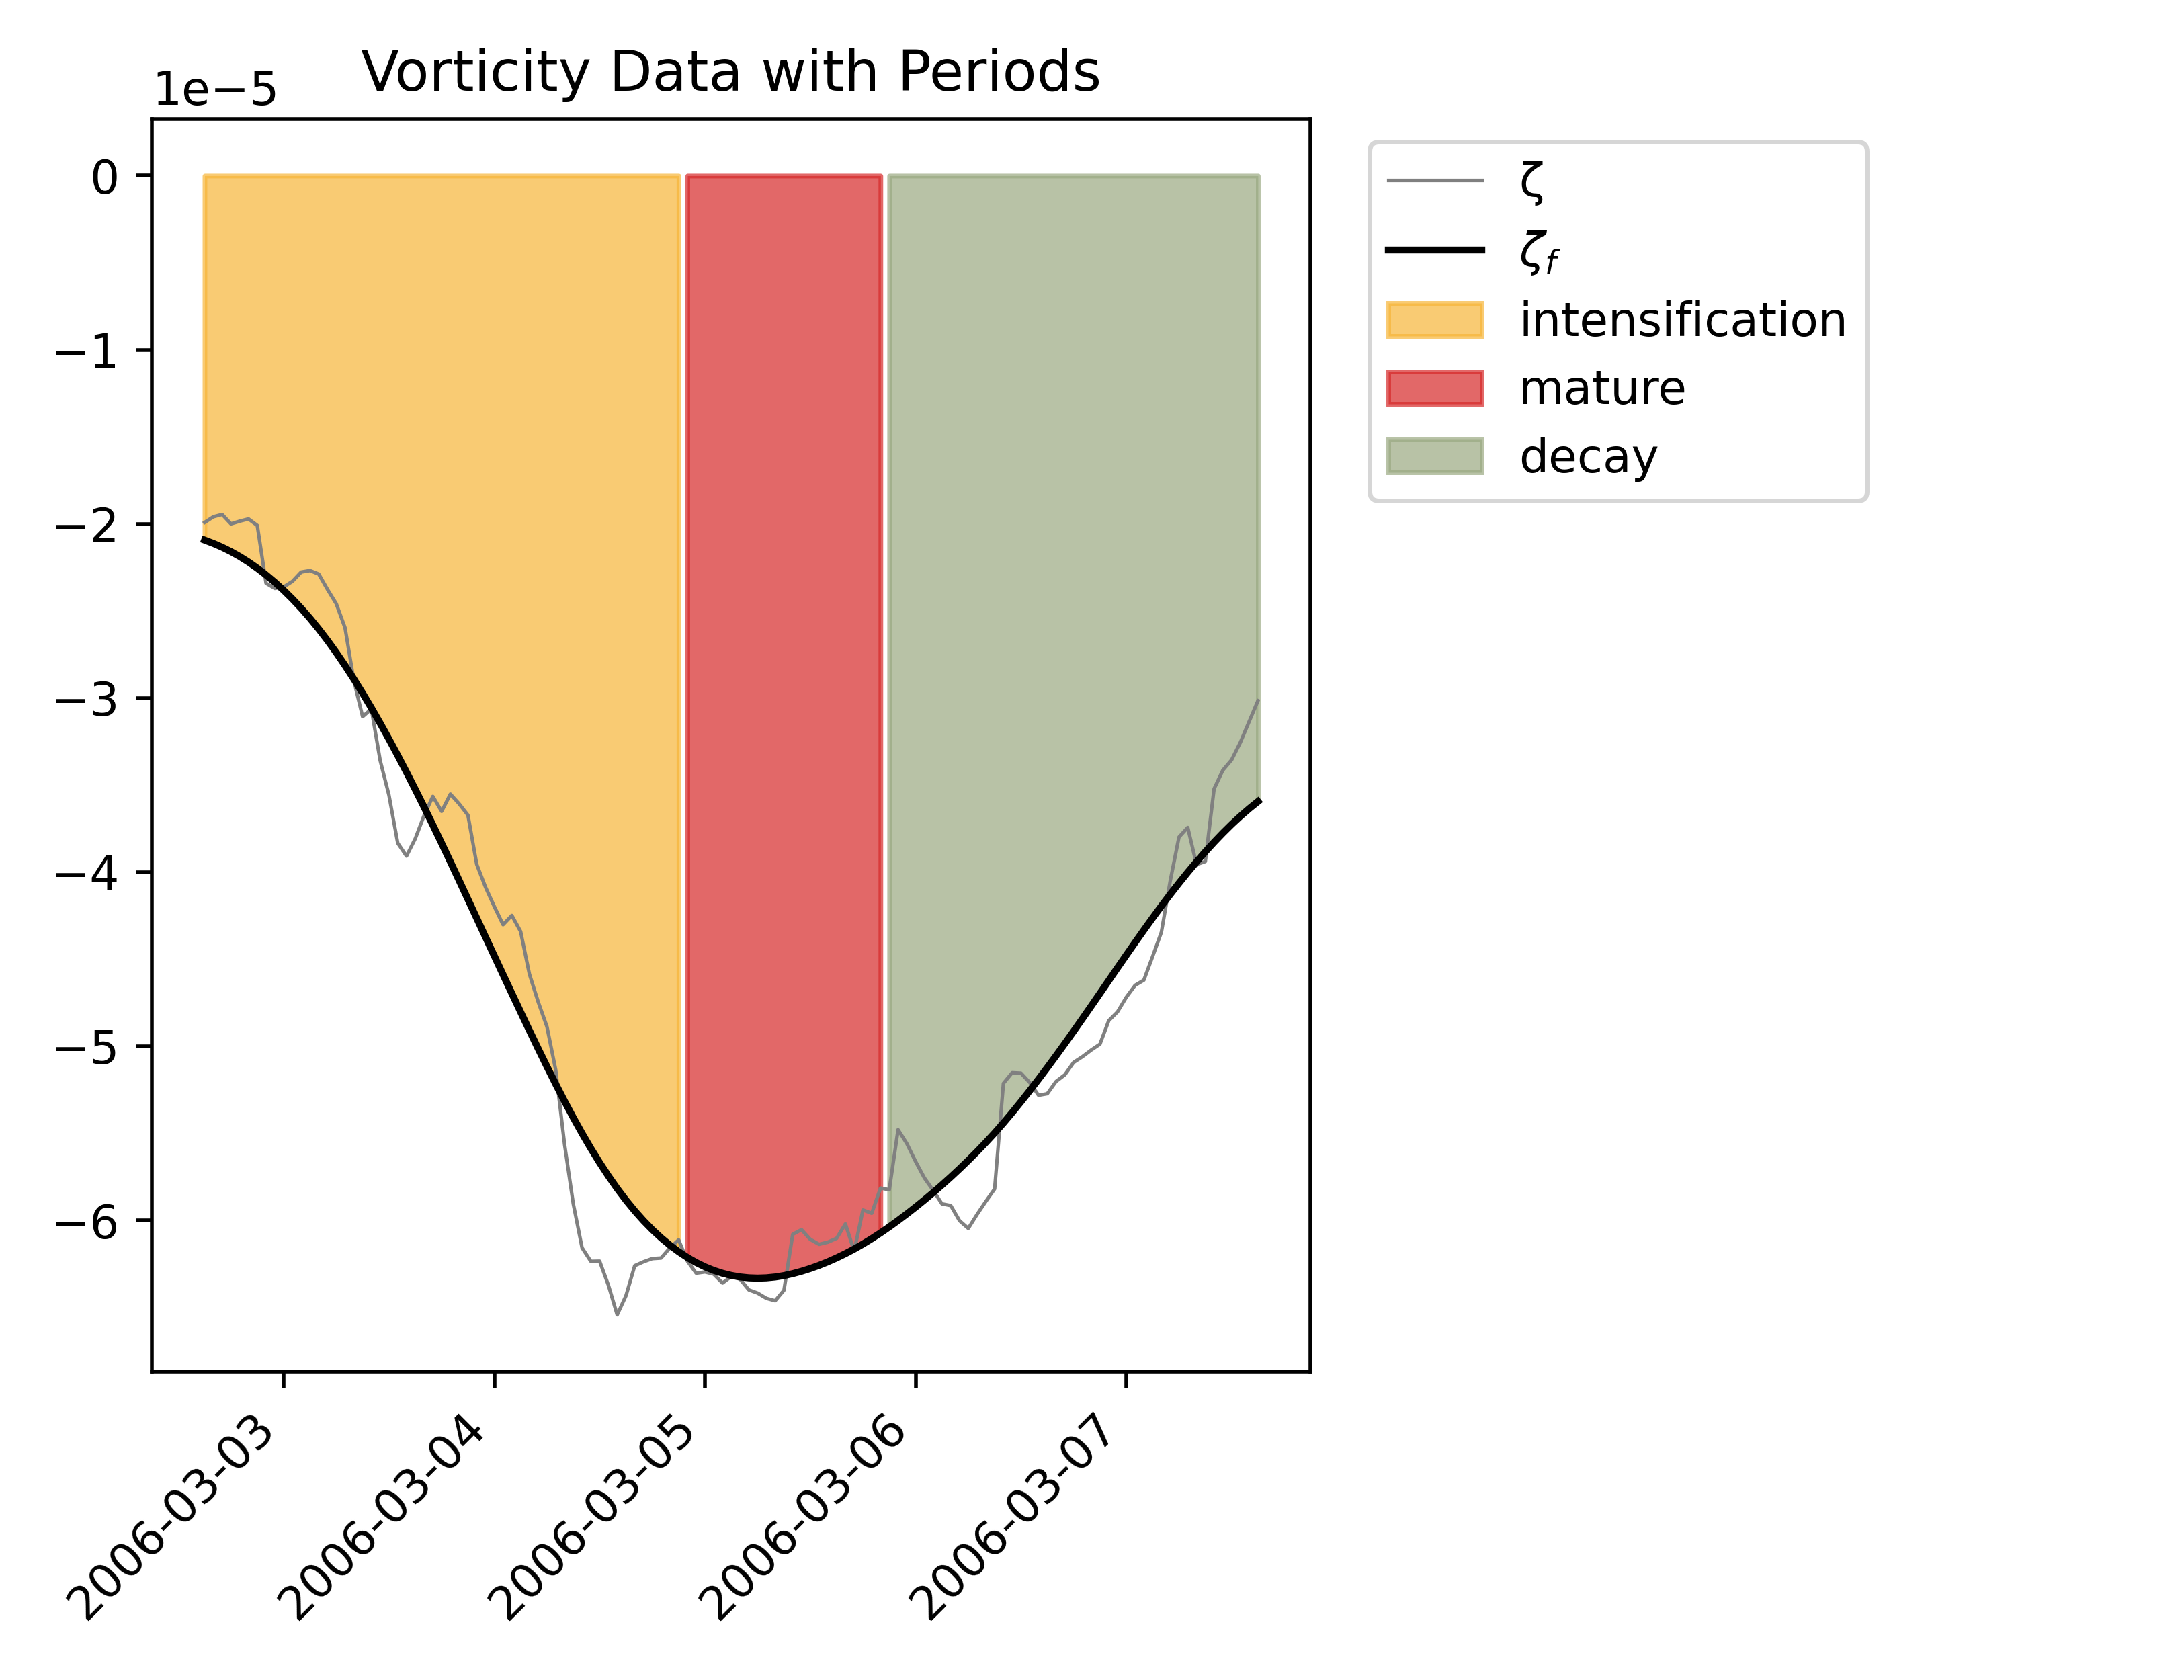 Vorticity Data with Periods
1e−5
0
−1
−2
−3
−4
−5
−6
2006-03-03
2006-03-04
2006-03-05
2006-03-06
2006-03-07
ζ
ζf
intensification
mature
decay